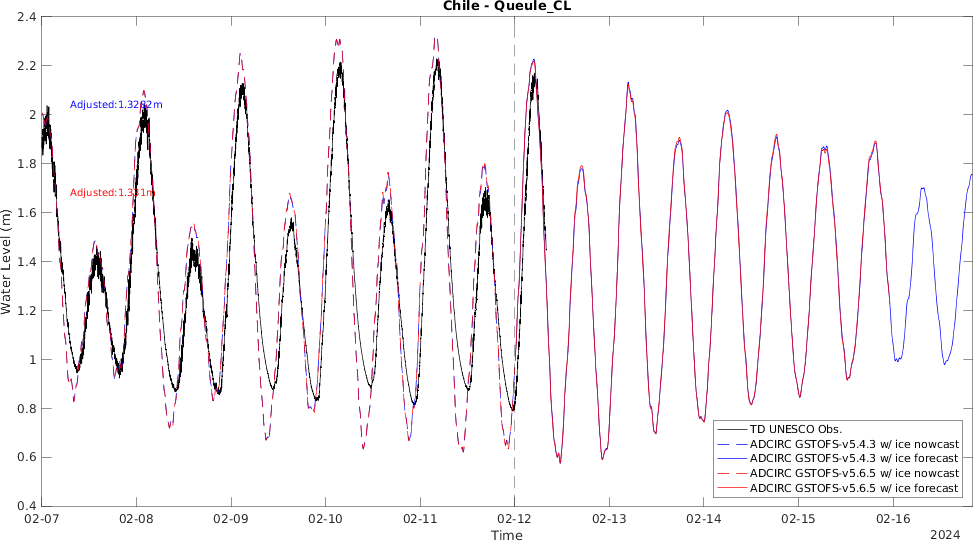 Chile - Queule_CL
2.4
2.2
2
1.8
1.6
1.4
1.2
1
0.8
0.6
0.4
Water Level (m)
Adjusted:1.3202m
Adjusted:1.331m
TD UNESCO Obs.
ADCIRC GSTOFS-v5.4.3 w/ ice nowcast
ADCIRC GSTOFS-v5.4.3 w/ ice forecast
ADCIRC GSTOFS-v5.6.5 w/ ice nowcast
ADCIRC GSTOFS-v5.6.5 w/ ice forecast
02-07 02-08 02-09 02-10 02-11 02-12 02-13 02-14 02-15 02-16
Time
2024